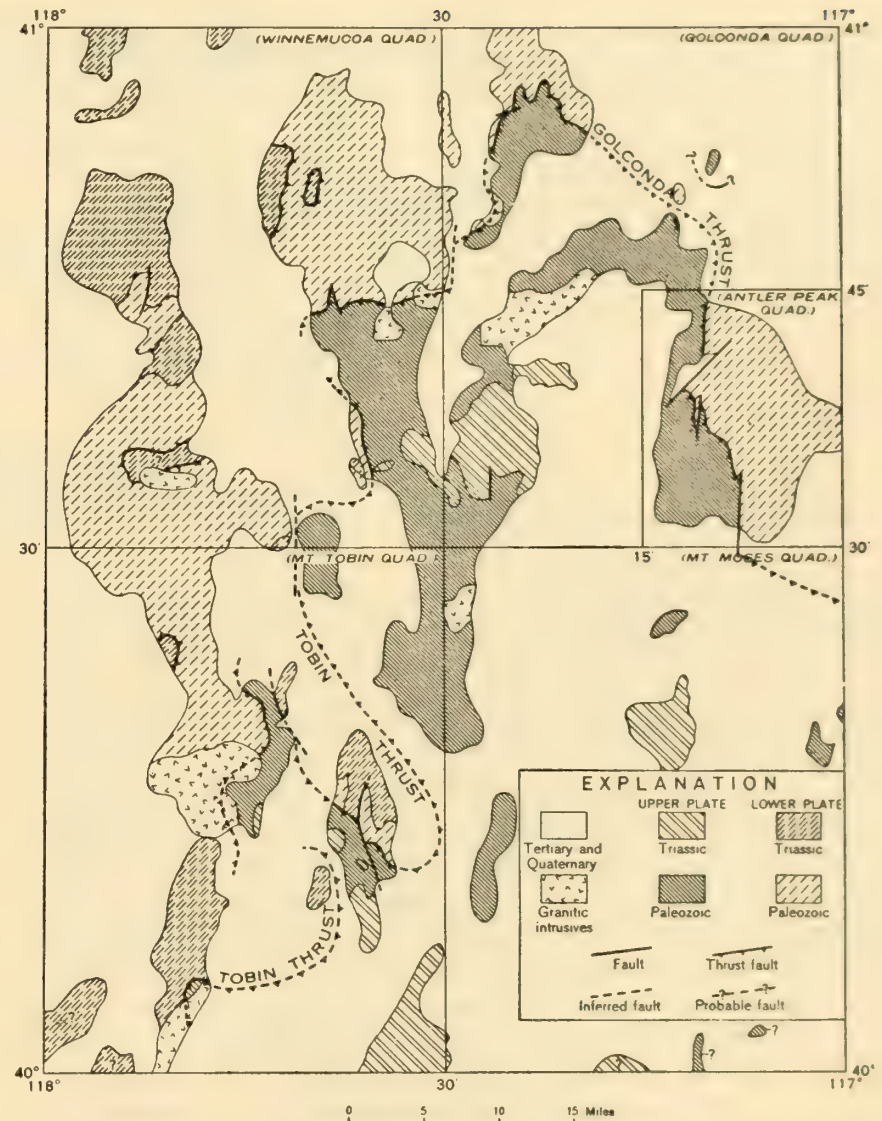 118° 30 117°
41° 41°
(WINNEMUCOA QUAD.) (GOLCONDA QUAD.)
GOLCONDA
?
THRUST
45'
(ANTLER PEAK
QUAD.)
30' 15' 30'
(MT TOBIN QUAD.) (MT MOSES QUAD.)
TOBIN
THRUST
TOBIN THRUST
EXPLANATION
UPPER PLATE LOWER PLATE
Tertiary and
Quaternary
Triassic Triassic
Granitic
intrusives
Paleozoic Paleozoic
Fault Thrust fault
Inferred fault Probable fault
?
?
?
?
40° 40°
118° 30' 117°
0 5 10 15 Miles